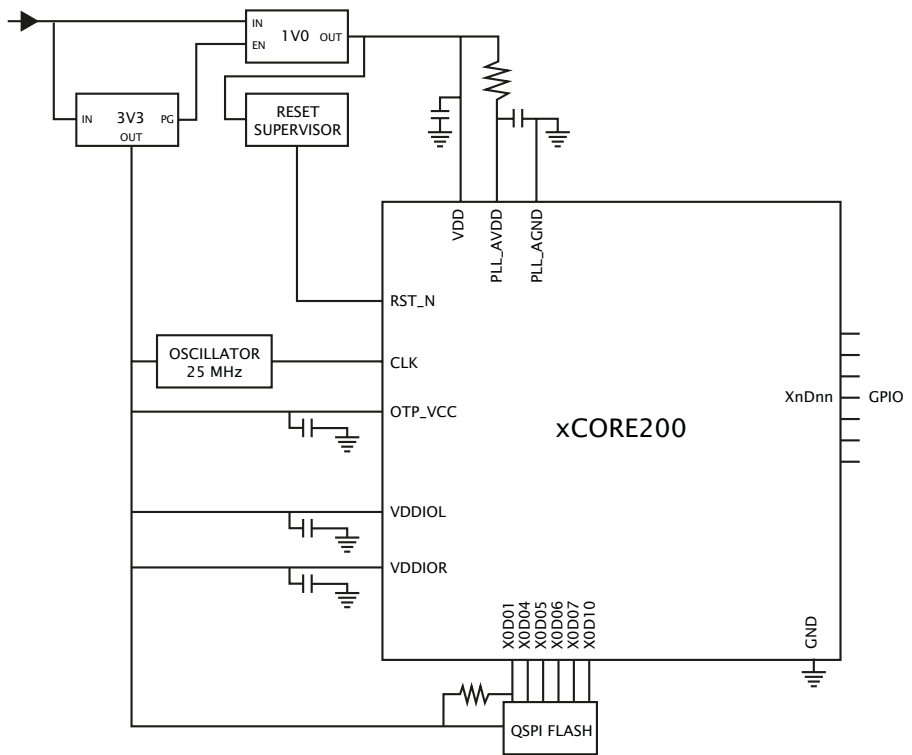 IN
1V0
OUT
EN
IN
3V3
PG
OUT
RESET
SUPERVISOR
VDD
PLL_AVDD
PLL_AGND
RST_N
OSCILLATOR
25 MHz
CLK
XnDnn
GPIO
OTP_VCC
xCORE200
VDDIOL
VDDIOR
X0D01
X0D04
X0D05
X0D06
X0D07
X0D10
GND
QSPI FLASH